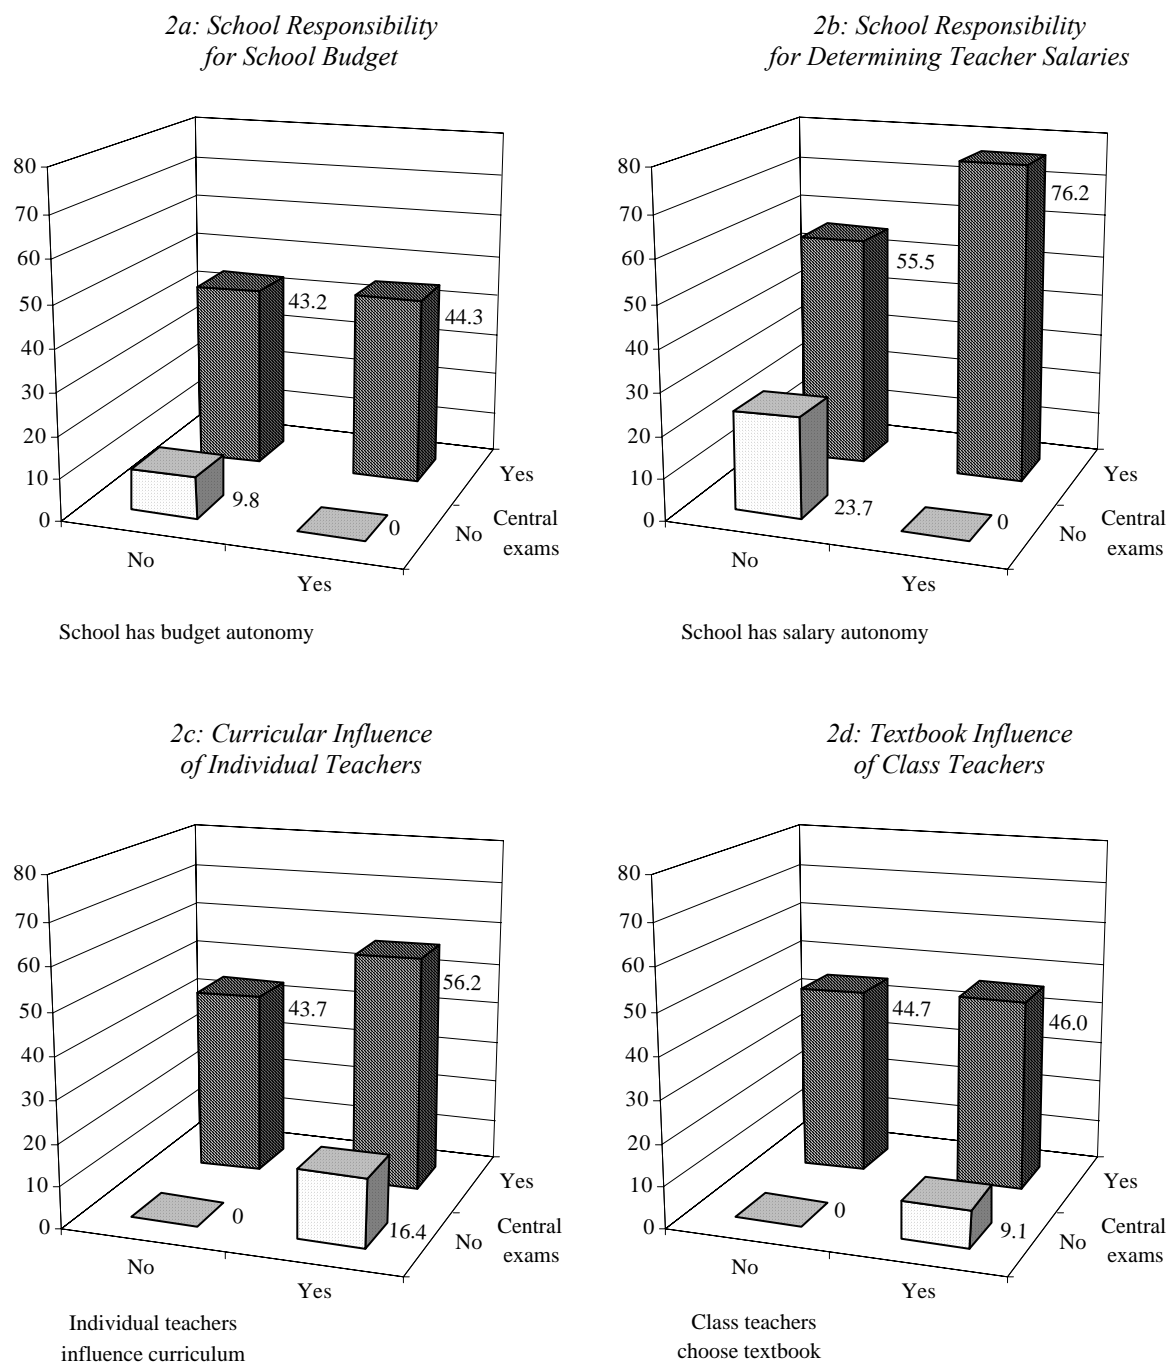 2a: School Responsibility
for School Budget
80
70
60
50
40
30
20
10
0
43.2
44.3
9.8
0
No
Yes
No
Yes
Central
exams
School has budget autonomy
2b: School Responsibility
for Determining Teacher Salaries
80
70
60
50
40
30
20
10
0
55.5
76.2
23.7
0
No
Yes
No
Yes
Central
exams
School has salary autonomy
2c: Curricular Influence
of Individual Teachers
80
70
60
50
40
30
20
10
0
43.7
56.2
0
16.4
No
Yes
No
Yes
Central
exams
Individual teachers
influence curriculum
2d: Textbook Influence
of Class Teachers
80
70
60
50
40
30
20
10
0
44.7
46.0
0
9.1
No
Yes
No
Yes
Central
exams
Class teachers
choose textbook